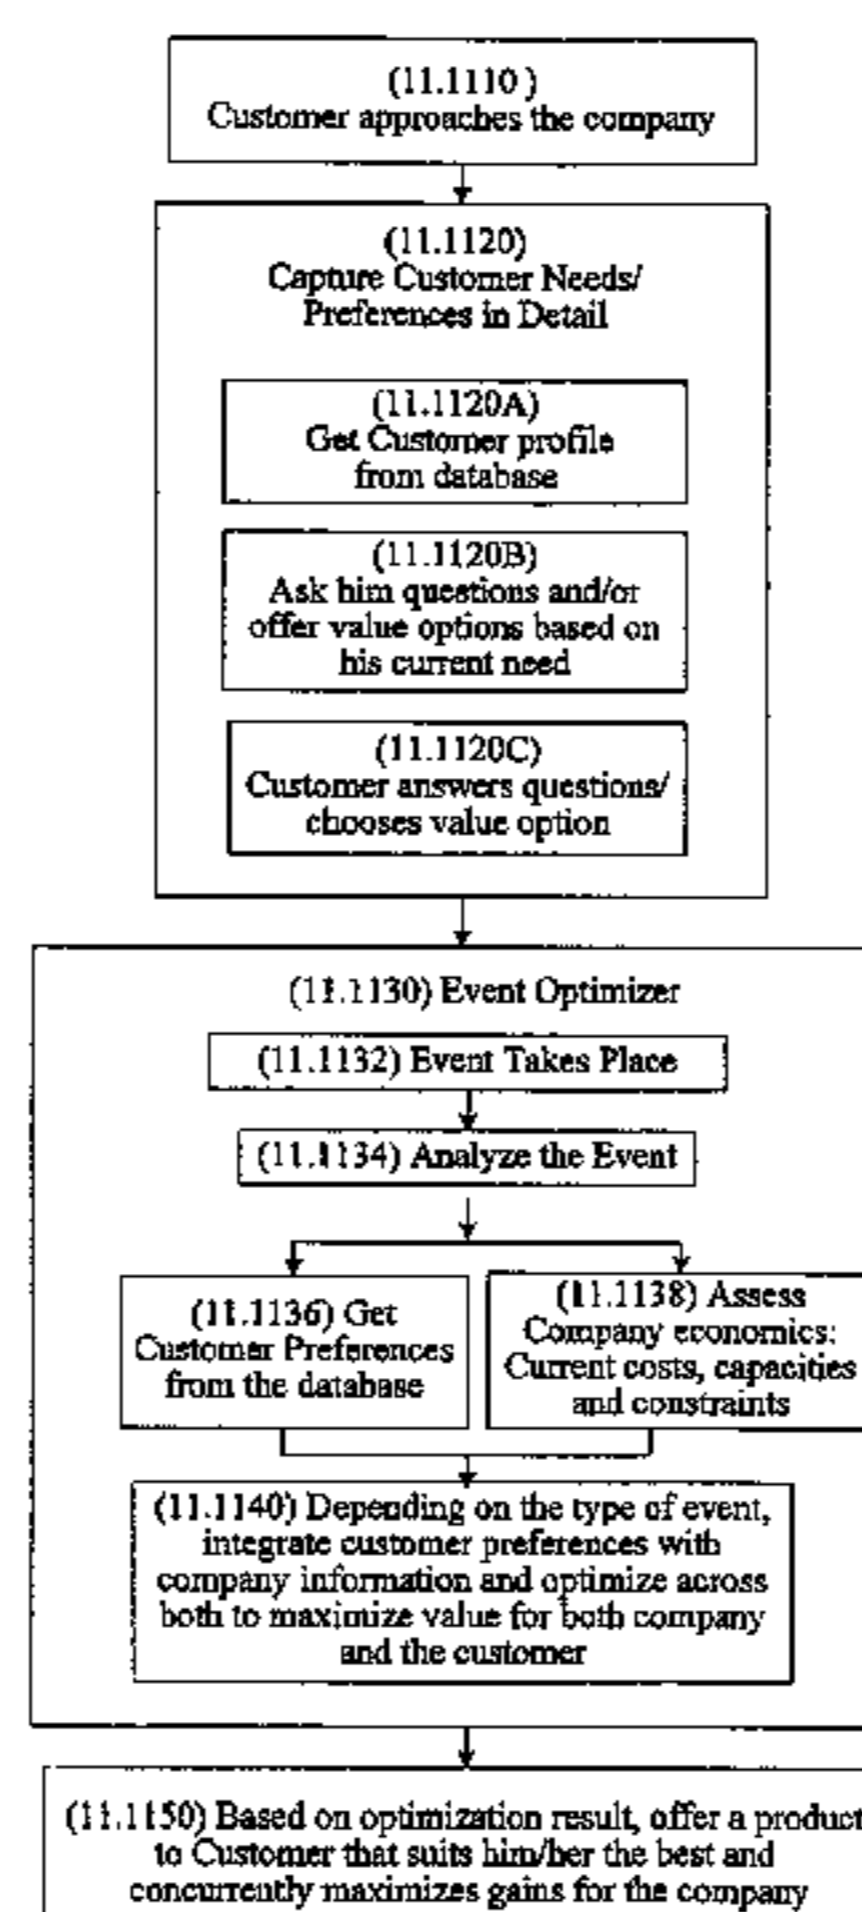 (11.1110 )
Customer approaches the company
(11.1120)
Capture Customer Needs/
Preferences in Detail
(11.1120A)
Get Customer profile
from database
(11.1120B)
Ask him questions and/or
offer value options based on
his current need
(11.1120C)
Customer answers questions/
chooses value option
(11.1130) Event Optimizer
(11.1132) Event Takes Place
(11.1134) Analyze the Event
(11.1136) Get
Customer Preferences
from the database
(11.1138) Assess
Company economics:
Current costs, capacities
and constraints
(11.1140) Depending on the type of event,
integrate customer preferences with
company information and optimize across
both to maximize value for both company
and the customer
(11.1150) Based on optimization result, offer a product
to Customer that suits him/her the best and
concurrently maximizes gains for the company